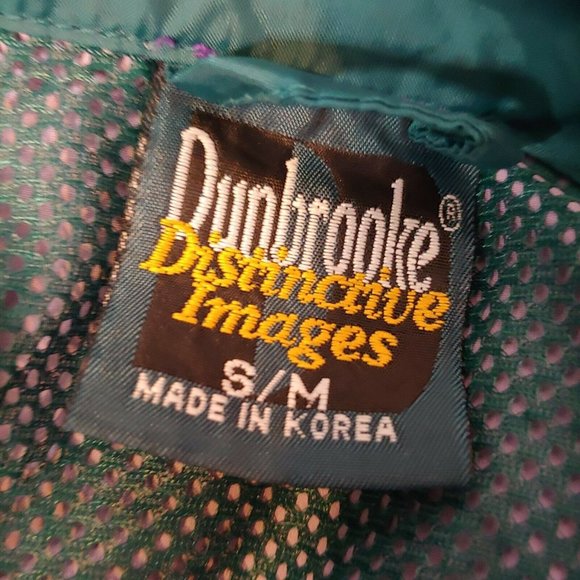 Dunbrooke®
Distinctive
Images
S/M
MADE IN KOREA